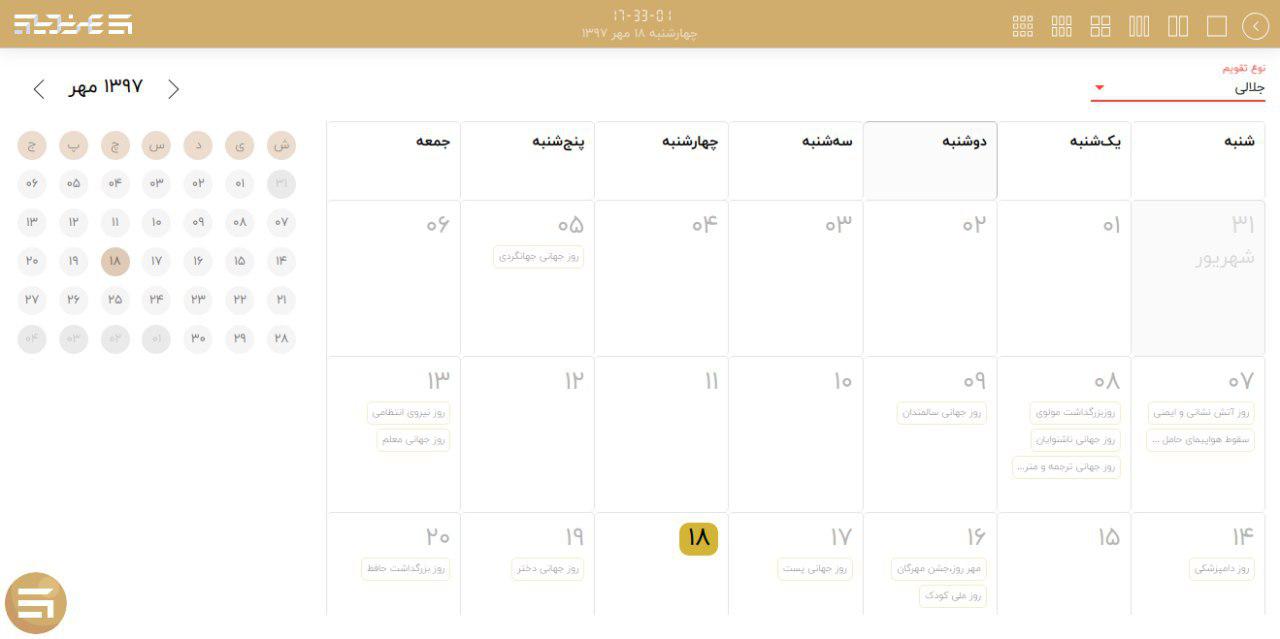 17-33-01
چهارشنبه ۱۸ مهر ۱۳۹۷
نوع تقویم
جلالی
۱۳۹۷ مهر
ش ی د س چ پ ج
۳۱ ۰۱ ۰۲ ۰۳ ۰۴ ۰۵ ۰۶
۰۷ ۰۸ ۰۹ ۱۰ ۱۱ ۱۲ ۱۳
۱۴ ۱۵ ۱۶ ۱۷ ۱۸ ۱۹ ۲۰
۲۱ ۲۲ ۲۳ ۲۴ ۲۵ ۲۶ ۲۷
۲۸ ۲۹ ۳۰ ۰۱ ۰۲ ۰۳ ۰۴
شنبه یک‌شنبه دوشنبه سه‌شنبه چهارشنبه پنج‌شنبه جمعه
۳۱ ۰۱ ۰۲ ۰۳ ۰۴ ۰۵ ۰۶
شهریور
روز جهانی جهانگردی
۰۷ ۰۸ ۰۹ ۱۰ ۱۱ ۱۲ ۱۳
روز آتش نشانی و ایمنی
روزبزرگداشت مولوی
روز جهانی سالمندان
روز نیروی انتظامی
سقوط هواپیمای حامل ...
روز جهانی ناشنوایان
روز جهانی معلم
روز جهانی ترجمه و متر...
۱۴ ۱۵ ۱۶ ۱۷ ۱۸ ۱۹ ۲۰
روز دامپزشکی
مهر روز،جشن مهرگان
روز جهانی پست
روز جهانی دختر
روز بزرگداشت حافظ
روز ملی کودک